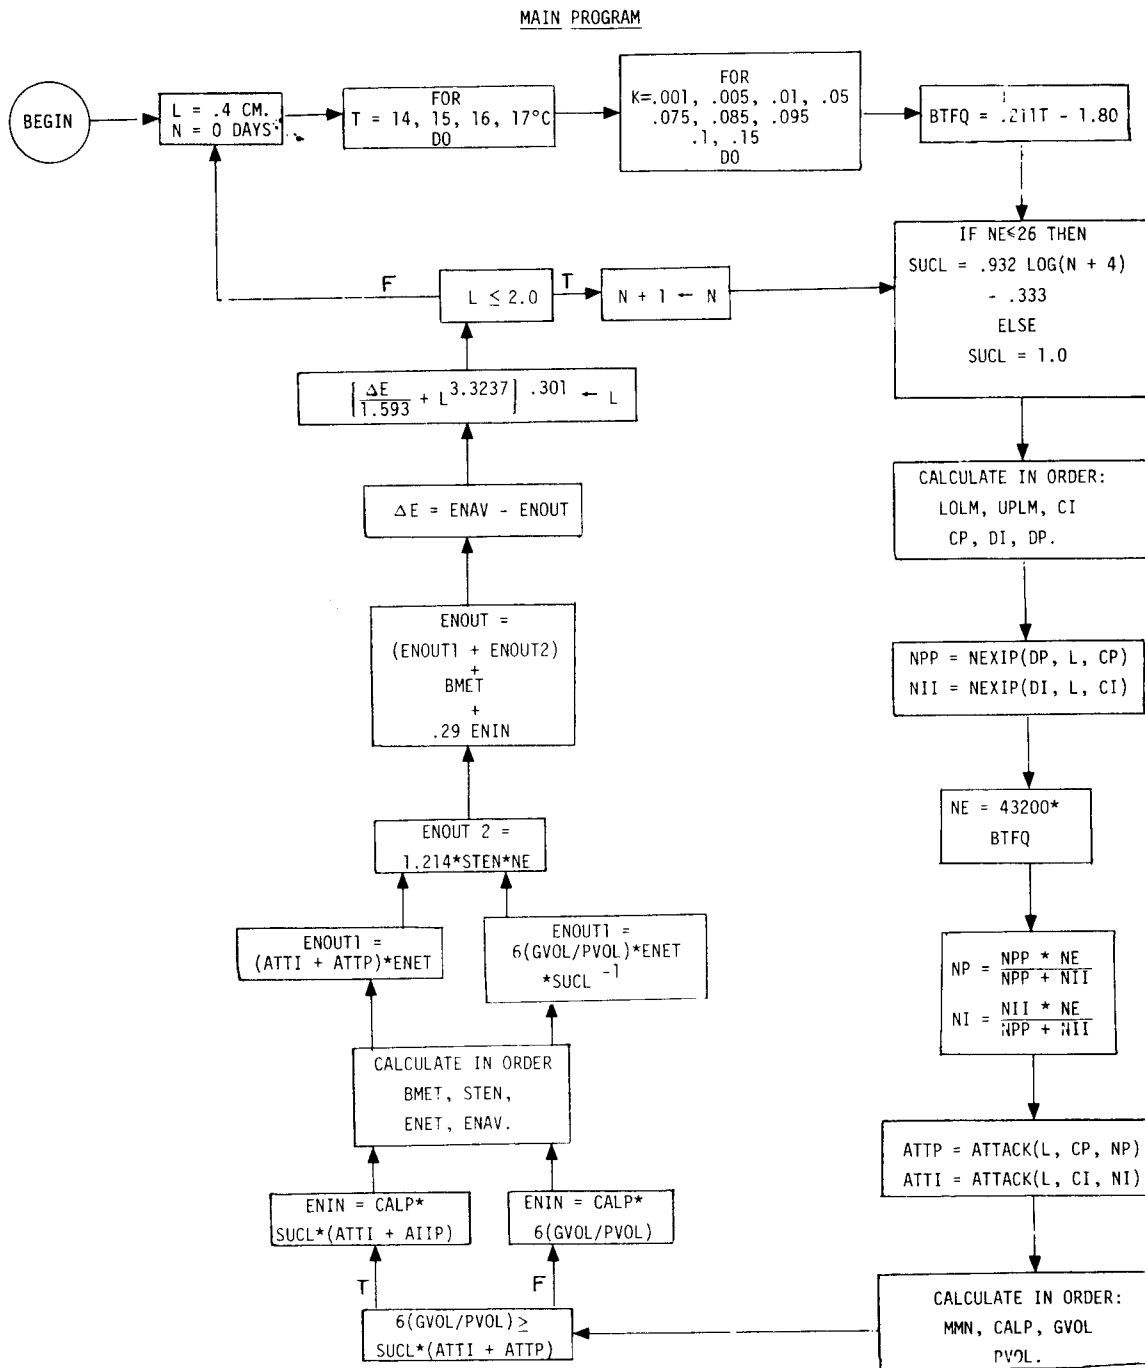 MAIN PROGRAM
BEGIN
L = .4 CM.
N = 0 DAYS
FOR
T = 14, 15, 16, 17°C
DO
FOR
K=.001, .005, .01, .05
.075, .085, .095
.1, .15
DO
BTFQ = .211T - 1.80
IF NE≤26 THEN
SUCL = .932 LOG(N + 4)
- .333
ELSE
SUCL = 1.0
F
L ≤ 2.0
T
N + 1 ← N
[ΔE/1.593 + L^3.3237] .301 ← L
CALCULATE IN ORDER:
LOLM, UPLM, CI
CP, DI, DP.
ΔE = ENAV - ENOUT
ENOUT =
(ENOUT1 + ENOUT2)
+
BMET
+
.29 ENIN
NPP = NEXIP(DP, L, CP)
NII = NEXIP(DI, L, CI)
NE = 43200*
BTFQ
ENOUT 2 =
1.214*STEN*NE
ENOUT1 =
(ATTI + ATTP)*ENET
ENOUT1 =
6(GVOL/PVOL)*ENET
*SUCL -1
NP = NPP * NE
NPP + NII
NI = NII * NE
NPP + NII
CALCULATE IN ORDER
BMET, STEN,
ENET, ENAV.
ATTP = ATTACK(L, CP, NP)
ATTI = ATTACK(L, CI, NI)
ENIN = CALP*
SUCL*(ATTI + AIIP)
ENIN = CALP*
6(GVOL/PVOL)
T
F
6(GVOL/PVOL) ≥
SUCL*(ATTI + ATTP)
CALCULATE IN ORDER:
MMN, CALP, GVOL
PVOL.